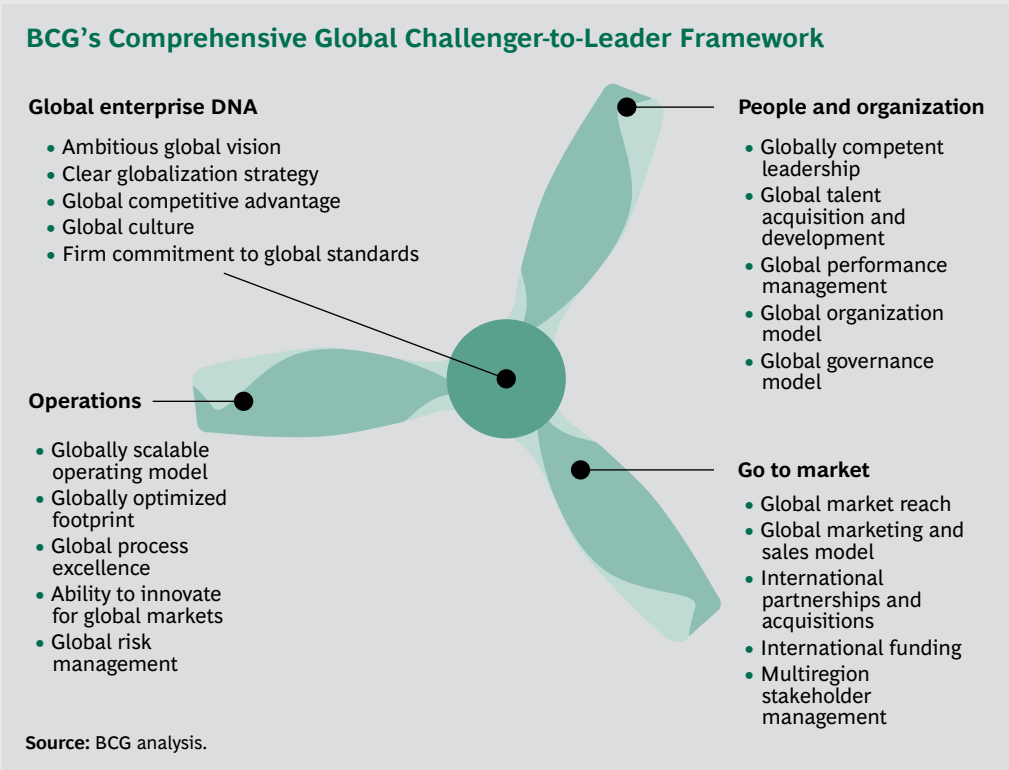 BCG's Comprehensive Global Challenger-to-Leader Framework
Global enterprise DNA
• Ambitious global vision
• Clear globalization strategy
• Global competitive advantage
• Global culture
• Firm commitment to global standards
People and organization
• Globally competent
leadership
• Global talent
acquisition and
development
• Global performance
management
• Global organization
model
• Global governance
model
Operations
• Globally scalable
operating model
• Globally optimized
footprint
• Global process
excellence
• Ability to innovate
for global markets
• Global risk
management
Go to market
• Global market reach
• Global marketing and
sales model
• International
partnerships and
acquisitions
• International funding
• Multiregion
stakeholder
management
Source: BCG analysis.